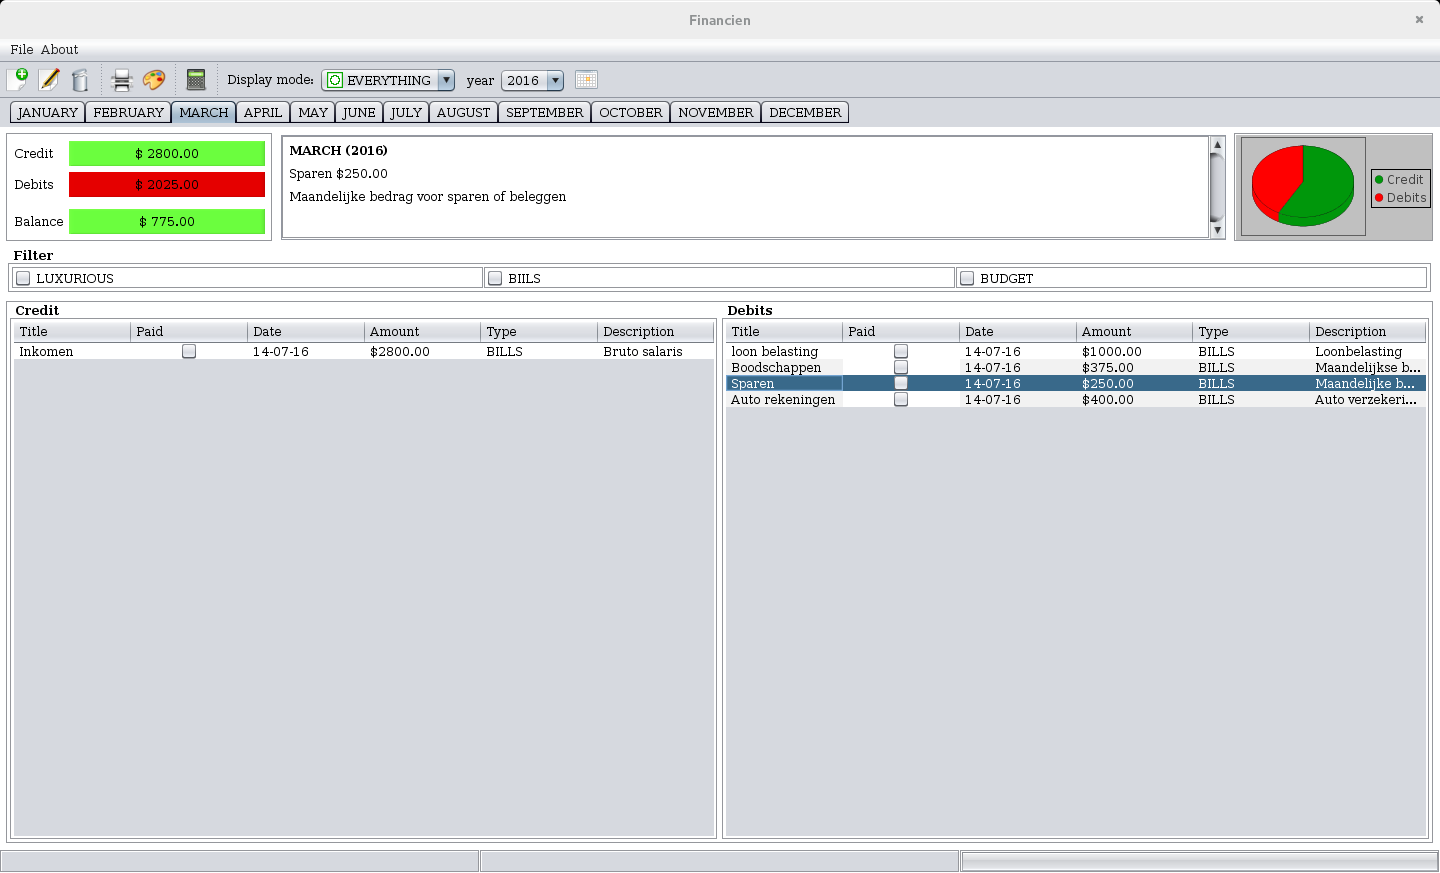 Financien
File About
Display mode: EVERYTHING year 2016
JANUARY FEBRUARY MARCH APRIL MAY JUNE JULY AUGUST SEPTEMBER OCTOBER NOVEMBER DECEMBER
Credit $ 2800.00
Debits $ 2025.00
Balance $ 775.00
MARCH (2016)
Sparen $250.00
Maandelijke bedrag voor sparen of beleggen
Credit
Debits
Filter
LUXURIOUS BIILS BUDGET
Credit
Title Paid Date Amount Type Description
Inkomen 14-07-16 $2800.00 BILLS Bruto salaris
Debits
Title Paid Date Amount Type Description
loon belasting 14-07-16 $1000.00 BILLS Loonbelasting
Boodschappen 14-07-16 $375.00 BILLS Maandelijkse b...
Sparen 14-07-16 $250.00 BILLS Maandelijke b...
Auto rekeningen 14-07-16 $400.00 BILLS Auto verzekeri...